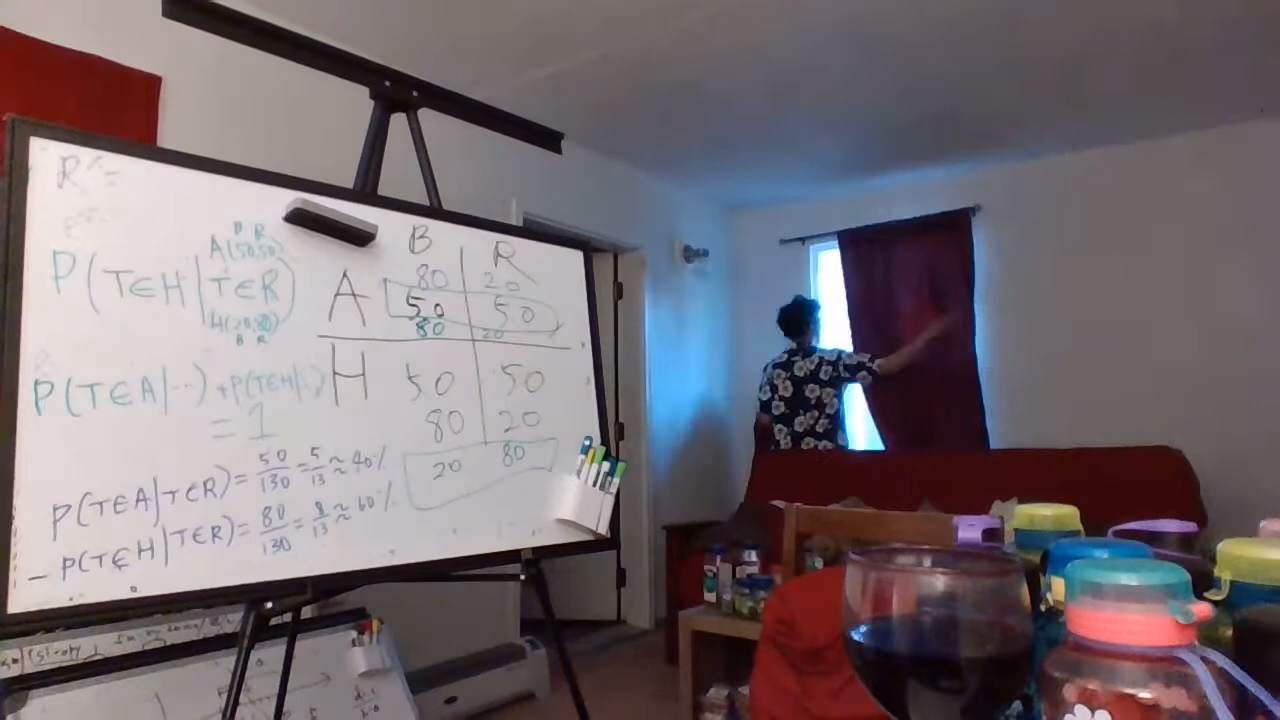 R^ =
B R
A(50,50)
P(T∈H|T∈R)
H(20,80)
B R
P(T∈A|...) + P(T∈H|...)
= 1
P(T∈A|T∈R) = 50/130 = 5/13 ≈ 40%
– P(T∈H|T∈R) = 80/130 = 8/13 ≈ 60%
B R
80 20
A 50 50
80 20
H 50 50
80 20
20 80